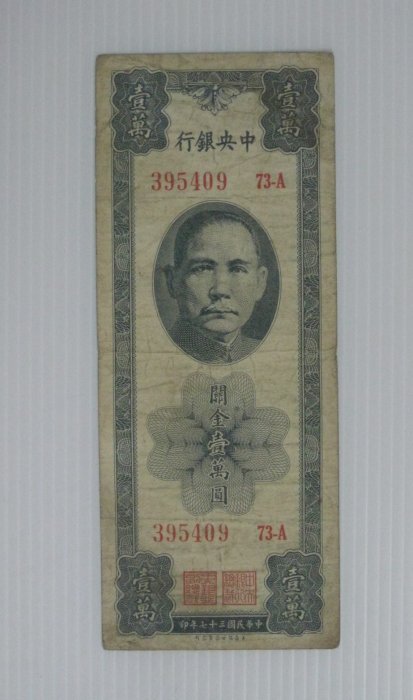 壹萬 壹萬
行銀央中
395409 73-A
關金壹萬圓
395409 73-A
壹萬 壹萬
印年七十三國民華中